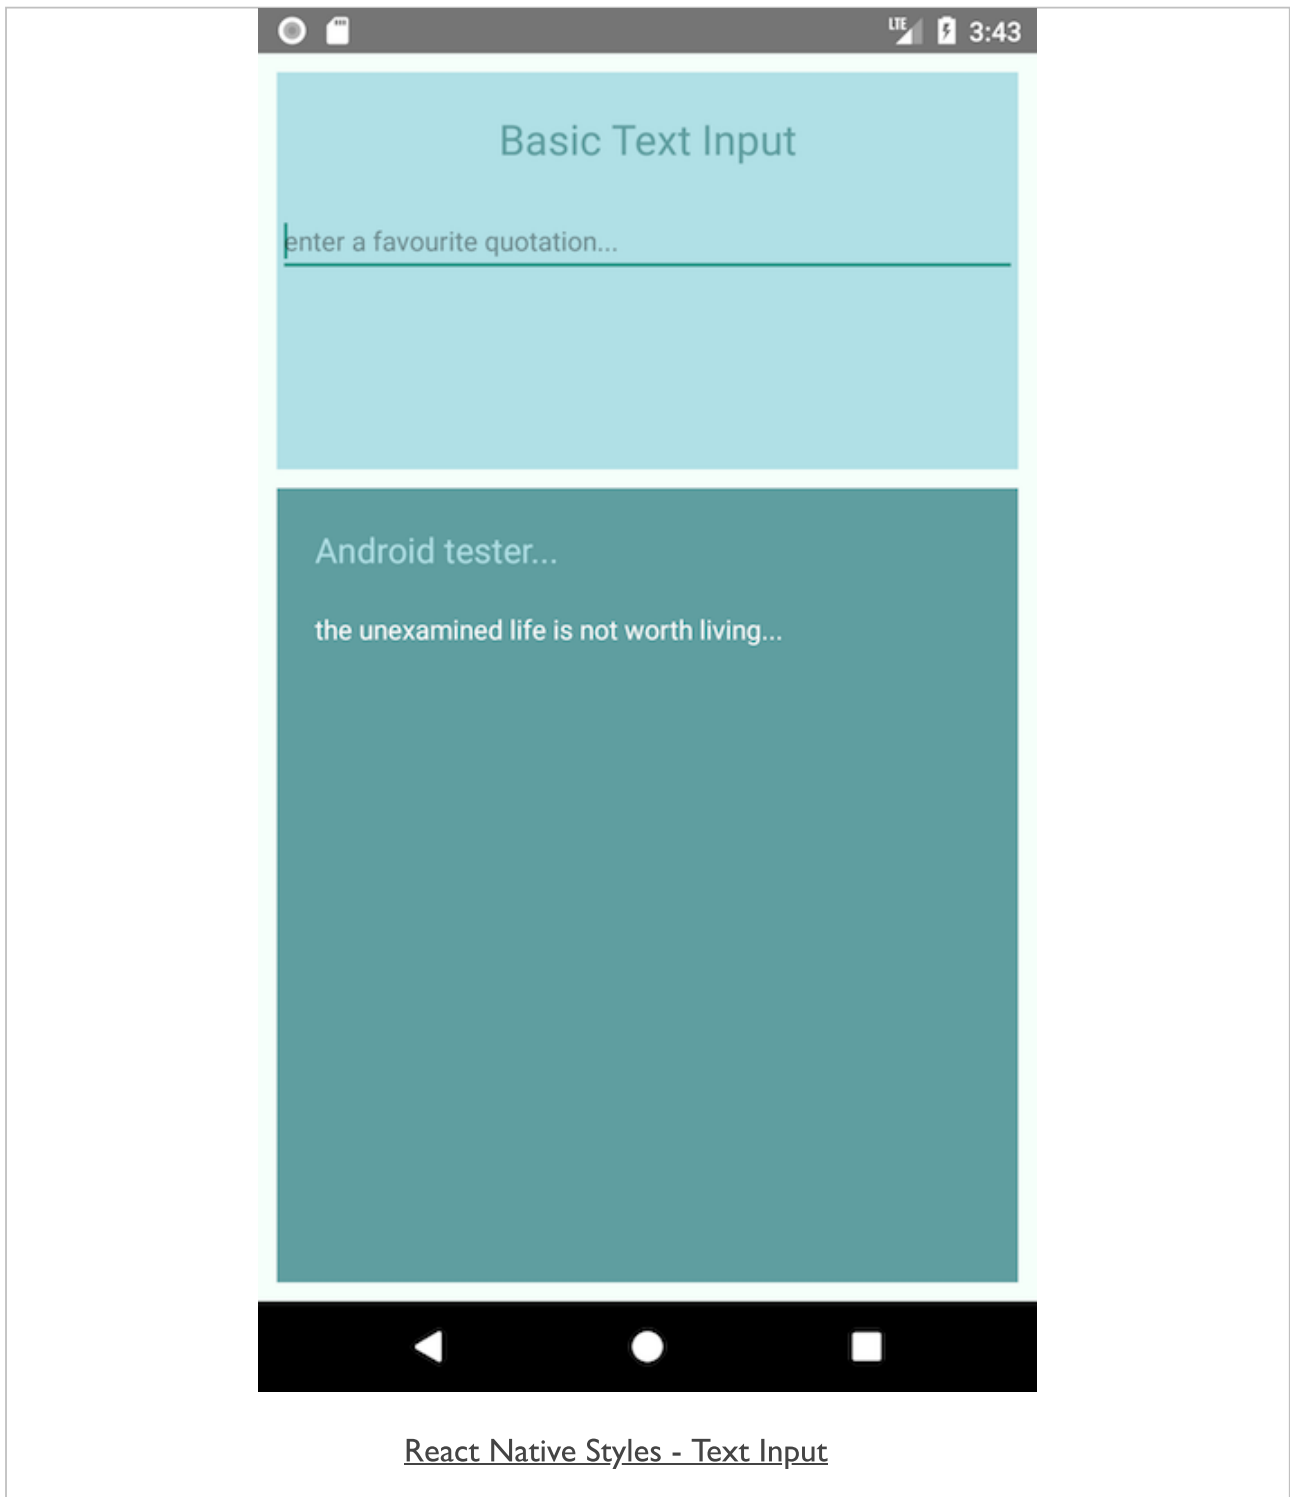 LTE 3:43
Basic Text Input
enter a favourite quotation...
Android tester...
the unexamined life is not worth living...
React Native Styles - Text Input